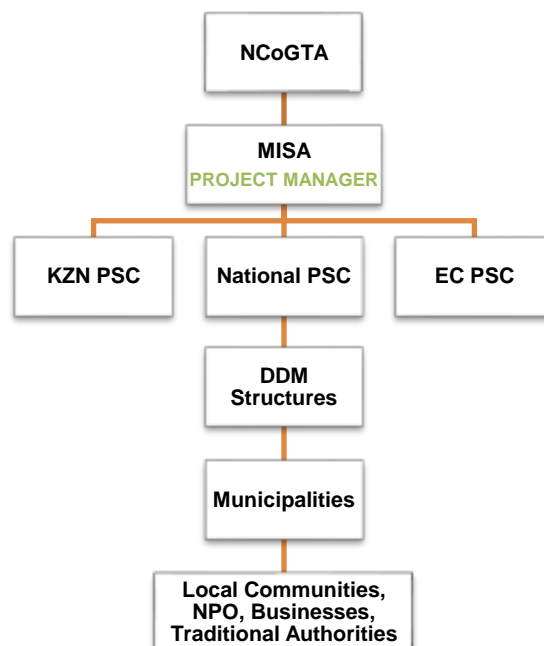 NCoGTA
MISA
PROJECT MANAGER
KZN PSC
National PSC
EC PSC
DDM
Structures
Municipalities
Local Communities,
NPO, Businesses,
Traditional Authorities